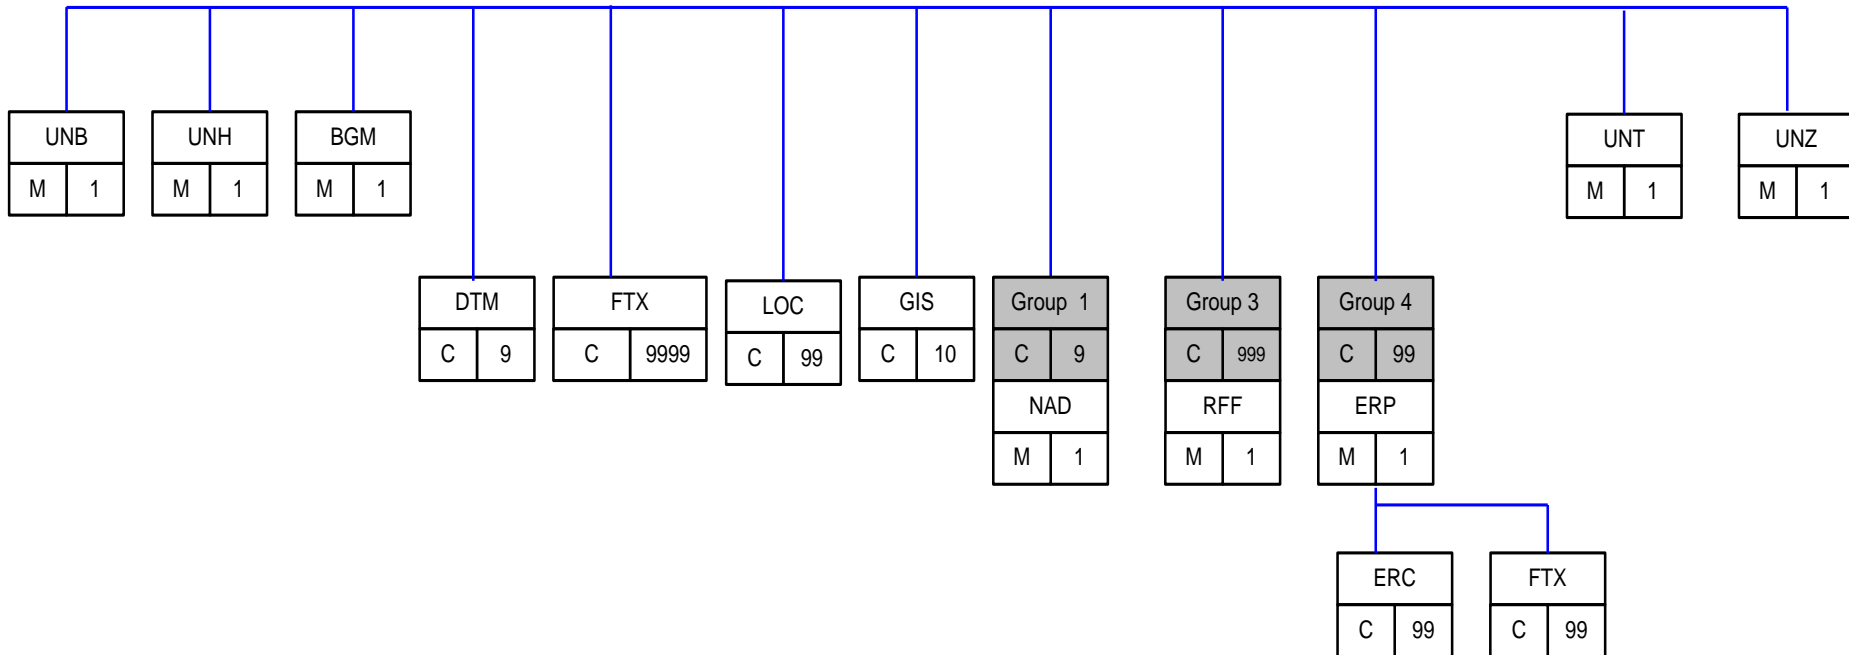 UNB
M 1
UNH
M 1
BGM
M 1
UNT
M 1
UNZ
M 1
DTM
C 9
FTX
C 9999
LOC
C 99
GIS
C 10
Group 1
C 9
NAD
M 1
Group 3
C 999
RFF
M 1
Group 4
C 99
ERP
M 1
ERC
C 99
FTX
C 99